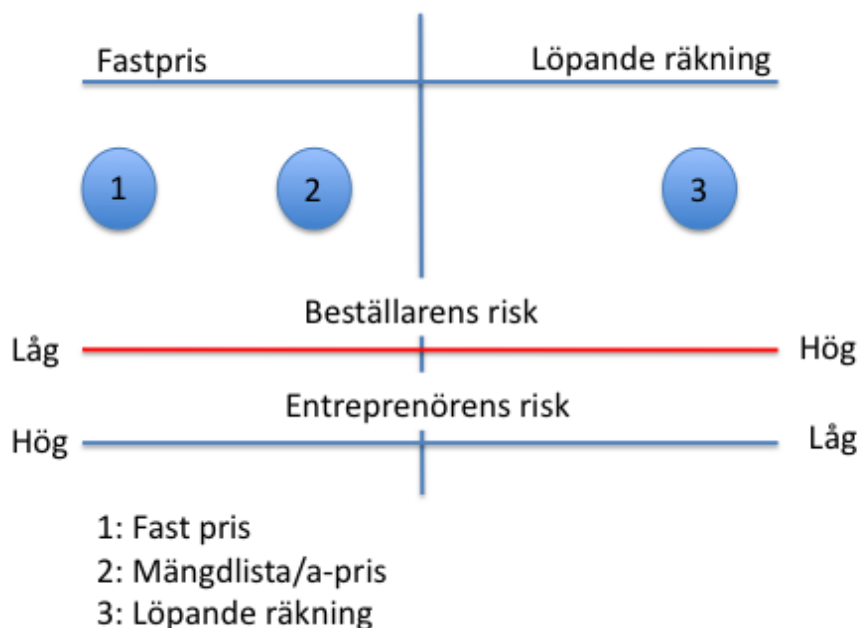 Fastpris
Löpande räkning
1
2
3
Beställarens risk
Låg
Hög
Entreprenörens risk
Hög
Låg
1: Fast pris
2: Mängdlista/a-pris
3: Löpande räkning